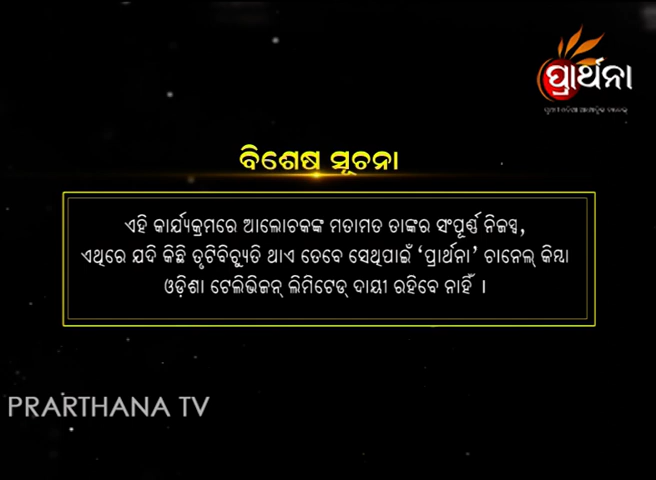 ପ୍ରାର୍ଥନା
ବିଶେଷ ସୂଚନା
ଏହି କାର୍ଯ୍ୟକ୍ରମରେ ଆଲୋଚକଙ୍କ ମତାମତ ତାଙ୍କର ସଂପୂର୍ଣ୍ଣ ନିଜସ୍ୱ,
ଏଥିରେ ଯଦି କିଛି ତୃଟିବିଚ୍ୟୁତି ଥାଏ ତେବେ ସେଥିପାଇଁ ‘ପ୍ରାର୍ଥନା’ ଚାନେଲ୍ କିମ୍ବା
ଓଡ଼ିଶା ଟେଲିଭିଜନ୍ ଲିମିଟେଡ୍ ଦାୟୀ ରହିବେ ନାହିଁ ।
PRARTHANA TV